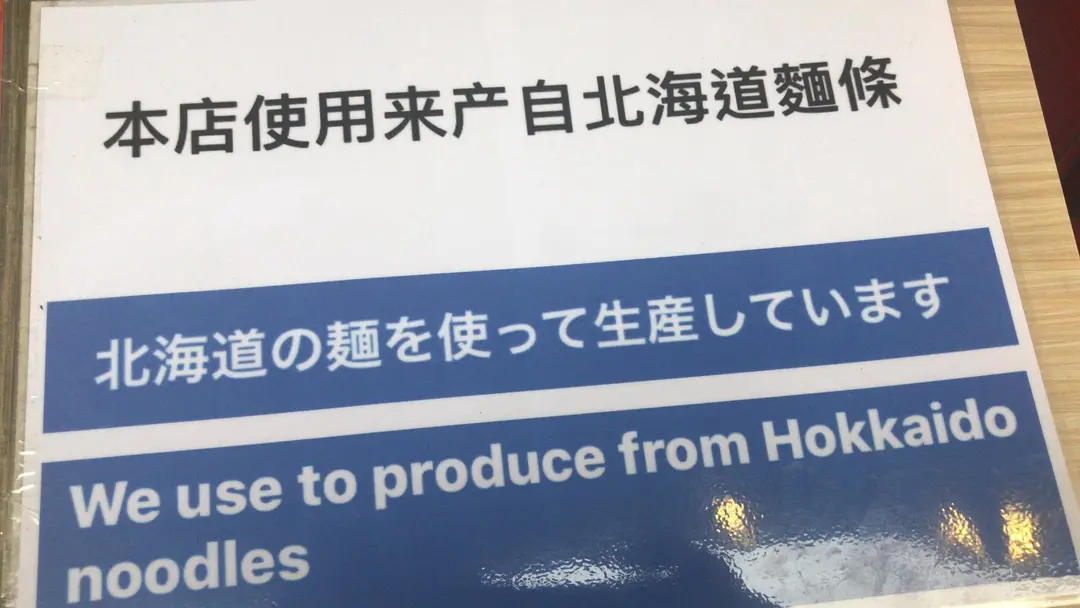 本店使用来产自北海道麵條
北海道の麺を使って生産しています
We use to produce from Hokkaido
noodles